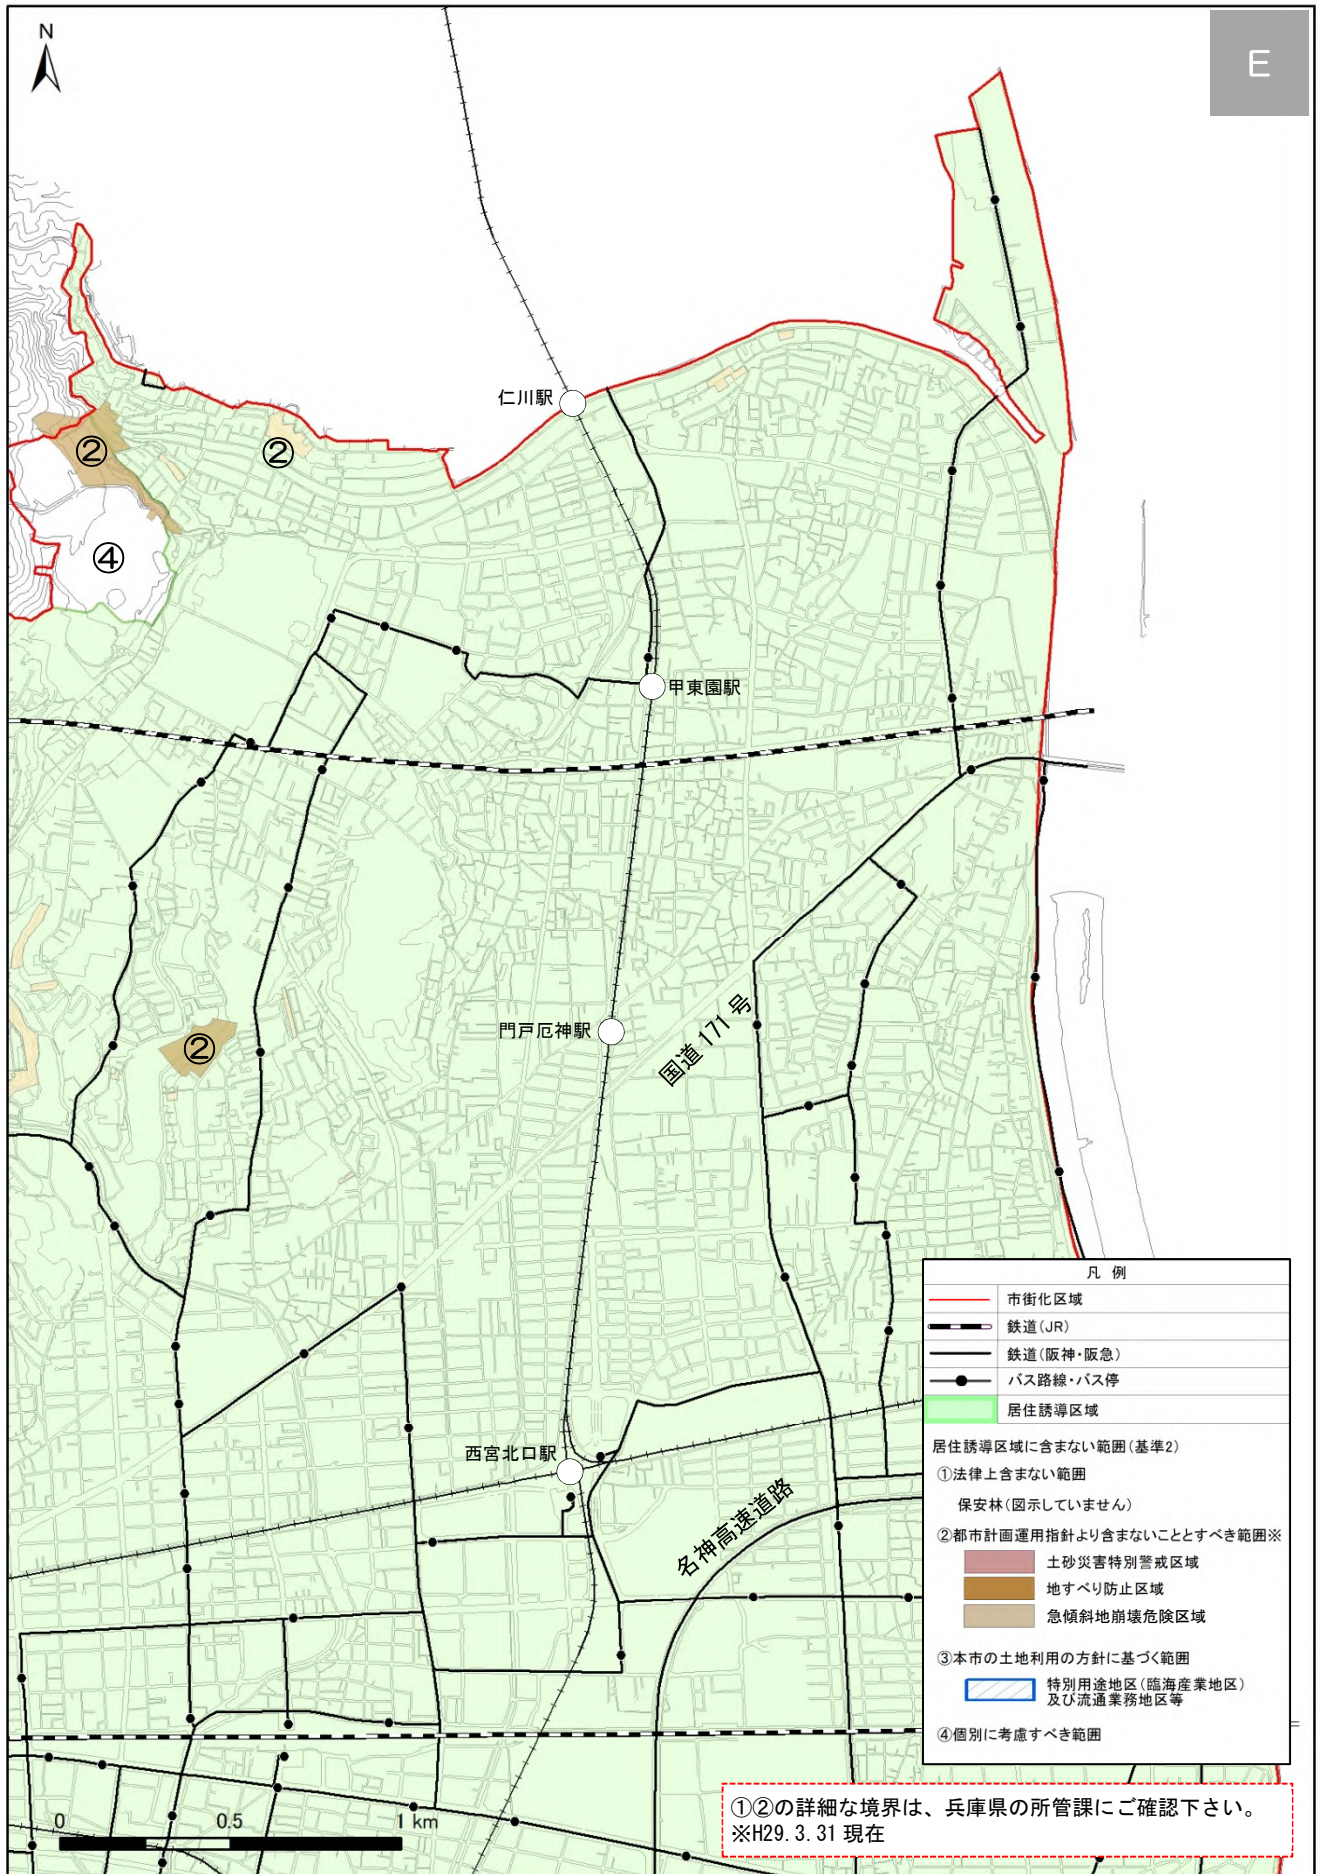 N
E
仁川駅
②
②
④
甲東園駅
門戸厄神駅
国道 171 号
②
西宮北口駅
名神高速道路
凡 例
市街化区域
鉄道(JR)
鉄道(阪神・阪急)
バス路線・バス停
居住誘導区域
居住誘導区域に含まない範囲(基準2)
①法律上含まない範囲
保安林(図示していません)
②都市計画運用指針より含まないこととすべき範囲※
土砂災害特別警戒区域
地すべり防止区域
急傾斜地崩壊危険区域
③本市の土地利用の方針に基づく範囲
特別用途地区(臨海産業地区)
及び流通業務地区等
④個別に考慮すべき範囲
0 0.5 1 km
①②の詳細な境界は、兵庫県の所管課にご確認下さい。
※H29.3.31 現在